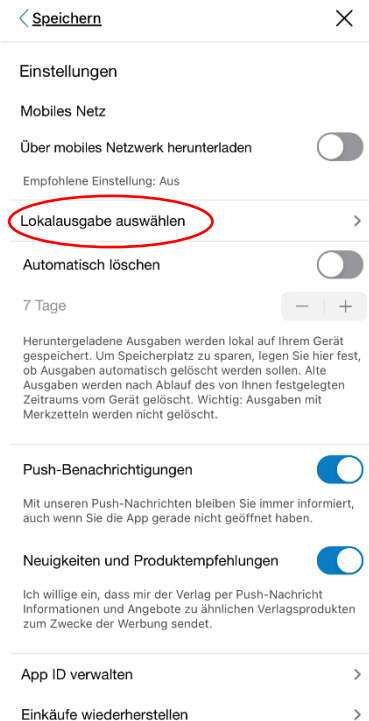 Speichern
Einstellungen
Mobiles Netz
Über mobiles Netzwerk herunterladen
Empfohlene Einstellung: Aus
Lokalausgabe auswählen
Automatisch löschen
7 Tage
Heruntergeladene Ausgaben werden lokal auf Ihrem Gerät
gespeichert. Um Speicherplatz zu sparen, legen Sie hier fest,
ob Ausgaben automatisch gelöscht werden sollen. Alte
Ausgaben werden nach Ablauf des von Ihnen festgelegten
Zeitraums vom Gerät gelöscht. Wichtig: Ausgaben mit
Merkzetteln werden nicht gelöscht.
Push-Benachrichtigungen
Mit unseren Push-Nachrichten bleiben Sie immer informiert,
auch wenn Sie die App gerade nicht geöffnet haben.
Neuigkeiten und Produktempfehlungen
Ich willige ein, dass mir der Verlag per Push-Nachricht
Informationen und Angebote zu ähnlichen Verlagsprodukten
zum Zwecke der Werbung sendet.
App ID verwalten
Einkäufe wiederherstellen